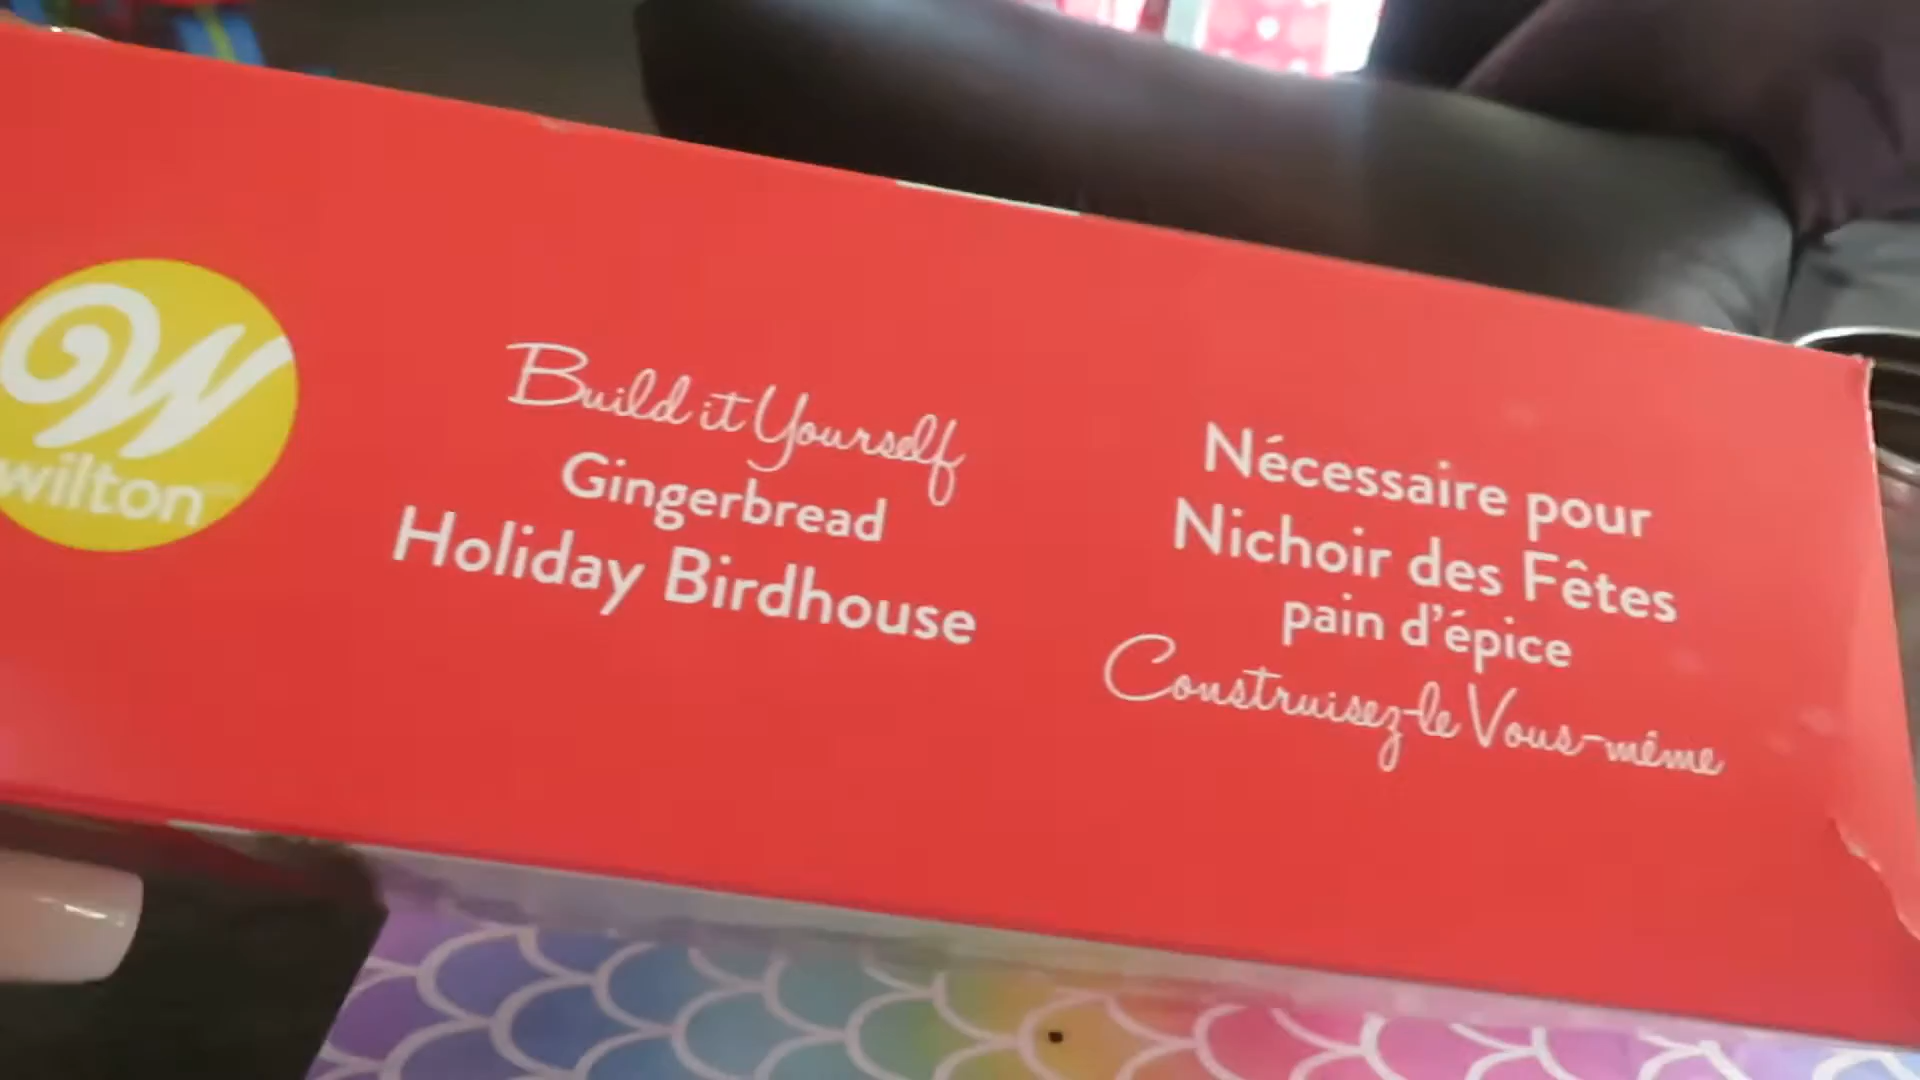 wilton
Build it Yourself
Gingerbread
Holiday Birdhouse
Nécessaire pour
Nichoir des Fêtes
pain d'épice
Construisez-le Vous-même